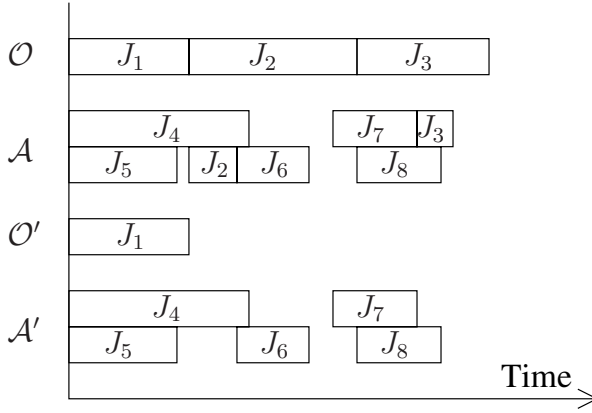 𝒪 J₁ J₂ J₃
𝒜 J₄ J₇ J₃
J₅ J₂ J₆ J₈
𝒪′ J₁
𝒜′ J₄ J₇
J₅ J₆ J₈
Time